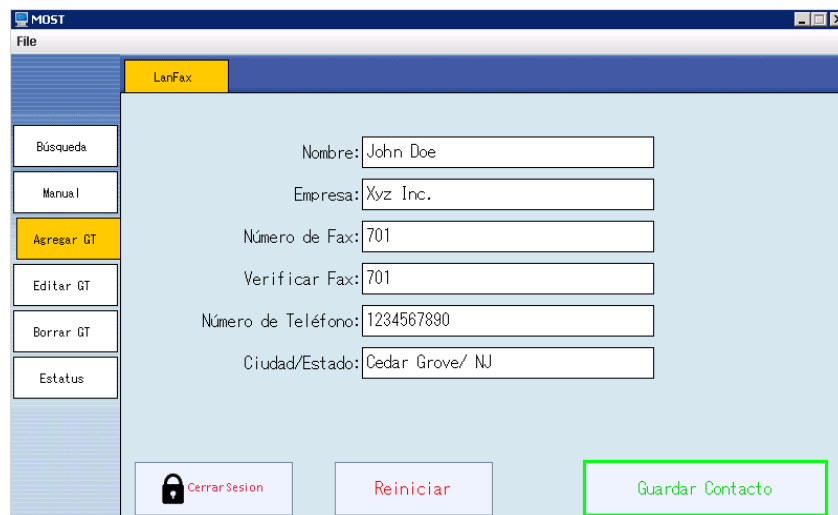 MOST
File
LanFax
Búsqueda
Manual
Agregar GT
Editar GT
Borrar GT
Estatus
Nombre: John Doe
Empresa: Xyz Inc.
Número de Fax: 701
Verificar Fax: 701
Número de Teléfono: 1234567890
Ciudad/Estado: Cedar Grove/ NJ
Cerrar Sesion
Reiniciar
Guardar Contacto